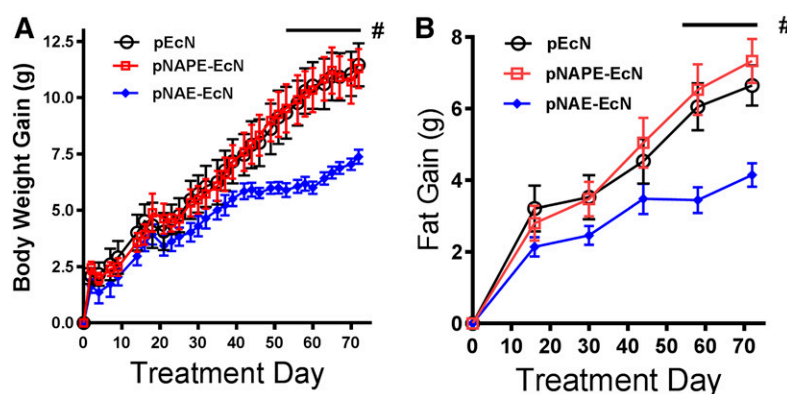 A
#
pEcN
pNAPE-EcN
pNAE-EcN
Body Weight Gain (g)
12.5
10.0
7.5
5.0
2.5
0.0
0 10 20 30 40 50 60 70
Treatment Day
B
#
pEcN
pNAPE-EcN
pNAE-EcN
Fat Gain (g)
8
6
4
2
0
0 10 20 30 40 50 60 70
Treatment Day